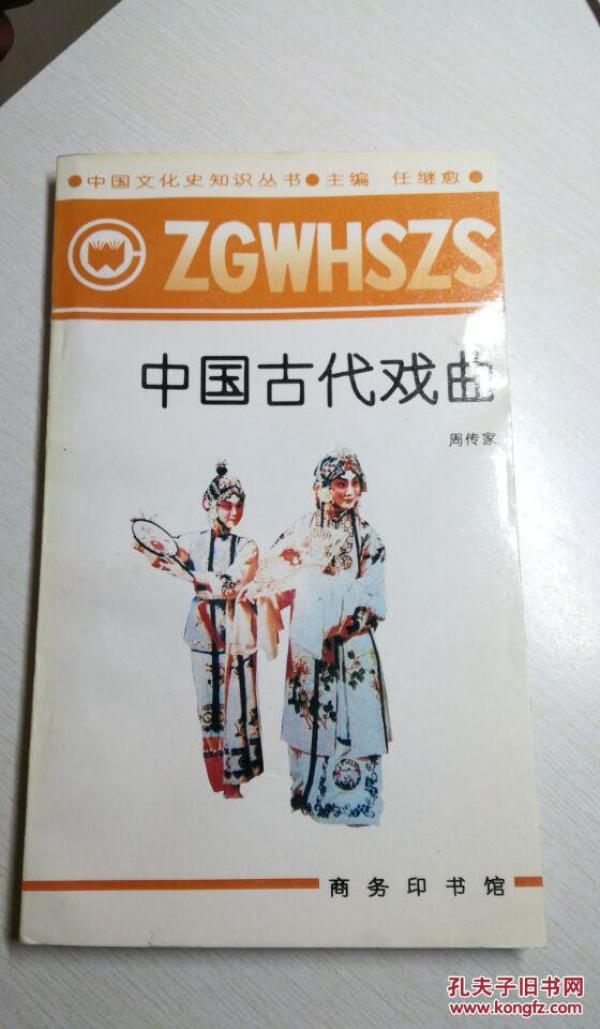 ●中国文化史知识丛书●主编 任继愈●
ZGWHSZS
中国古代戏曲
周传家
商务印书馆
孔夫子旧书网
www.kongfz.com